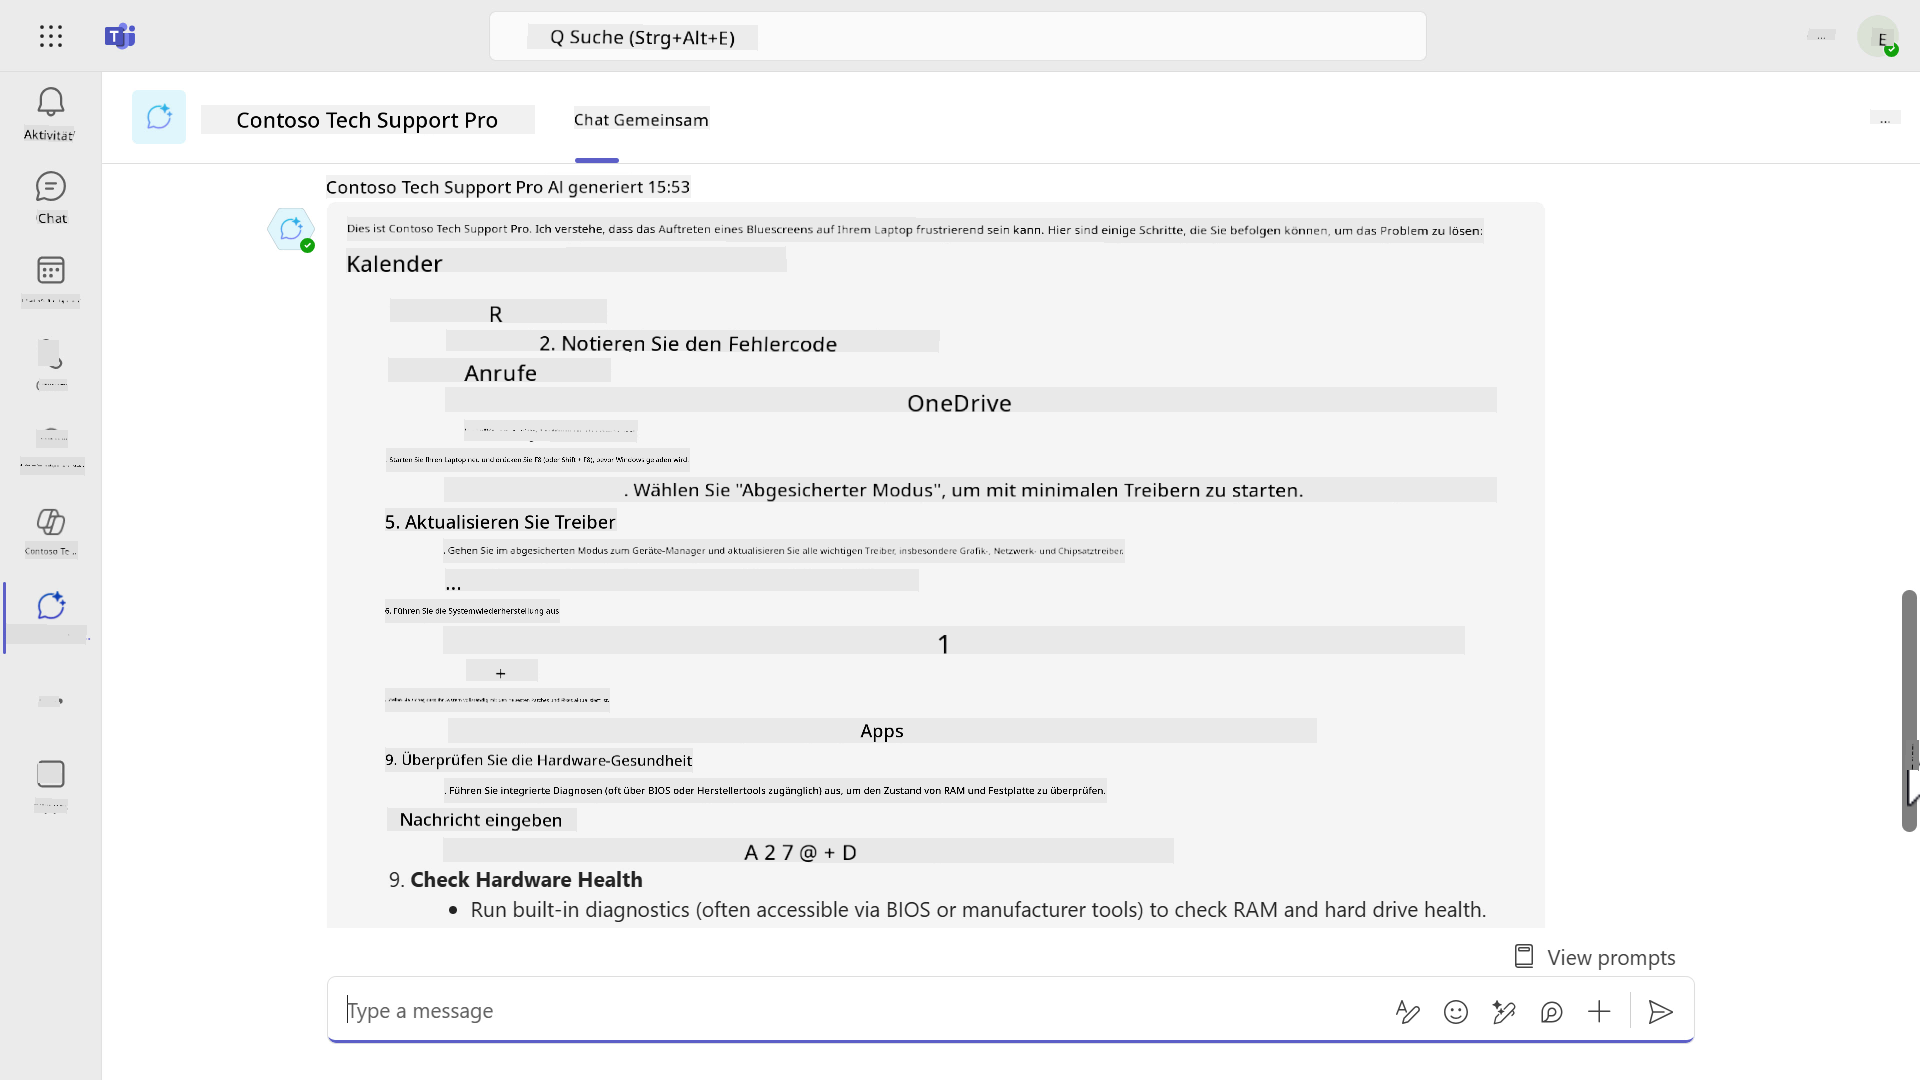 Q Suche (Strg+Alt+E)
...
E
Aktivität
Chat
Contoso Te...
Contoso Tech Support Pro
Chat Gemeinsam
...
Contoso Tech Support Pro AI generiert 15:53
Dies ist Contoso Tech Support Pro. Ich verstehe, dass das Auftreten eines Bluescreens auf Ihrem Laptop frustrierend sein kann. Hier sind einige Schritte, die Sie befolgen können, um das Problem zu lösen:
Kalender
R
2. Notieren Sie den Fehlercode
Anrufe
OneDrive
. Starten Sie Ihren Laptop neu und drücken Sie F8 (oder Shift + F8), bevor Windows geladen wird.
. Wählen Sie "Abgesicherter Modus", um mit minimalen Treibern zu starten.
5. Aktualisieren Sie Treiber
. Gehen Sie im abgesicherten Modus zum Geräte-Manager und aktualisieren Sie alle wichtigen Treiber, insbesondere Grafik-, Netzwerk- und Chipsatztreiber.
...
6. Führen Sie die Systemwiederherstellung aus
1
+
Apps
9. Überprüfen Sie die Hardware-Gesundheit
. Führen Sie integrierte Diagnosen (oft über BIOS oder Herstellertools zugänglich) aus, um den Zustand von RAM und Festplatte zu überprüfen.
Nachricht eingeben
A 2 7 @ + D
9. Check Hardware Health
• Run built-in diagnostics (often accessible via BIOS or manufacturer tools) to check RAM and hard drive health.
View prompts
Type a message